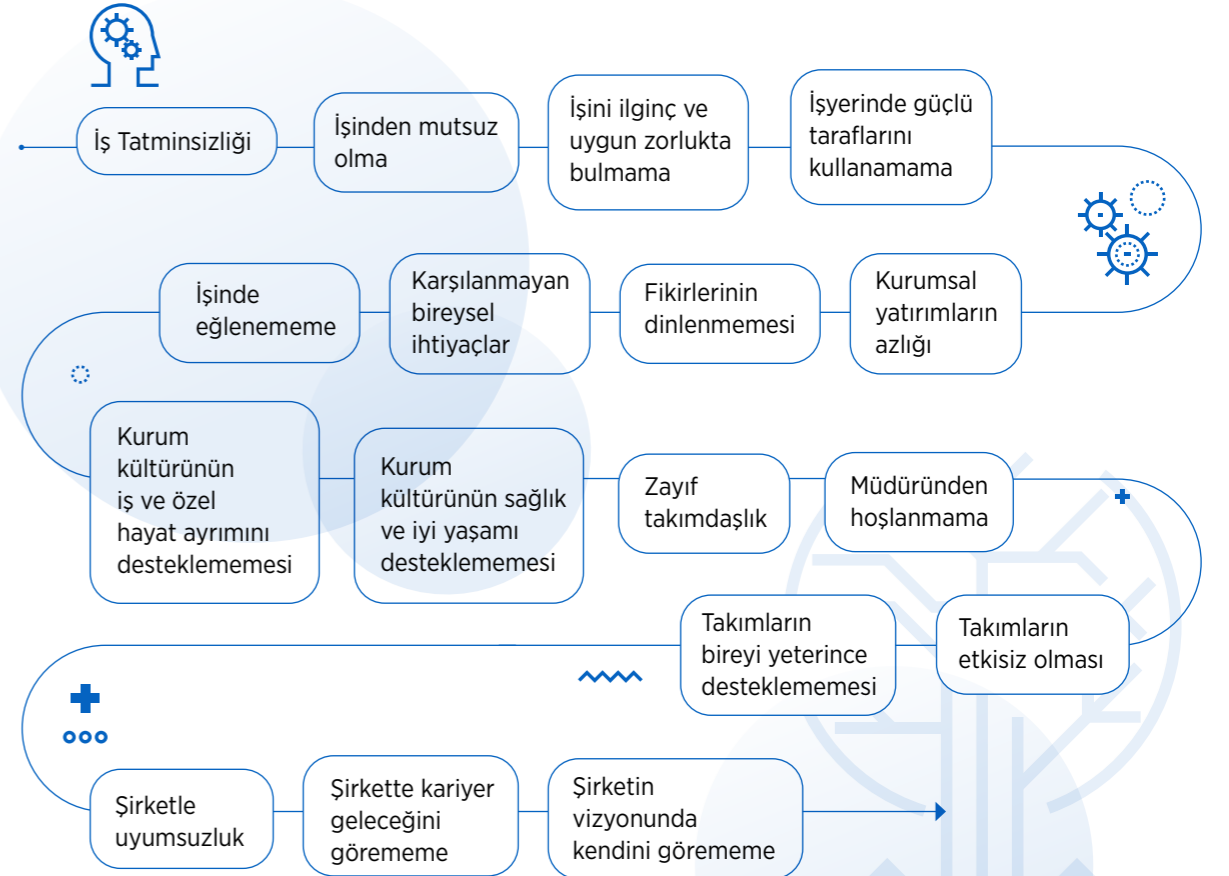 İş Tatminsizliği
İşinden mutsuz
olma
İşini ilginç ve
uygun zorlukta
bulmama
İşyerinde güçlü
taraflarını
kullanamama
Kurumsal
yatırımların
azlığı
Fikirlerinin
dinlenmemesi
Karşılanmayan
bireysel
ihtiyaçlar
İşinde
eğlenememe
Kurum
kültürünün
iş ve özel
hayat ayrımını
desteklememesi
Kurum
kültürünün sağlık
ve iyi yaşamı
desteklememesi
Zayıf
takımdaşlık
Müdüründen
hoşlanmama
Takımların
etkisiz olması
Takımların
bireyi yeterince
desteklememesi
Şirketle
uyumsuzluk
Şirkette kariyer
geleceğini
görememe
Şirketin
vizyonunda
kendini görememe